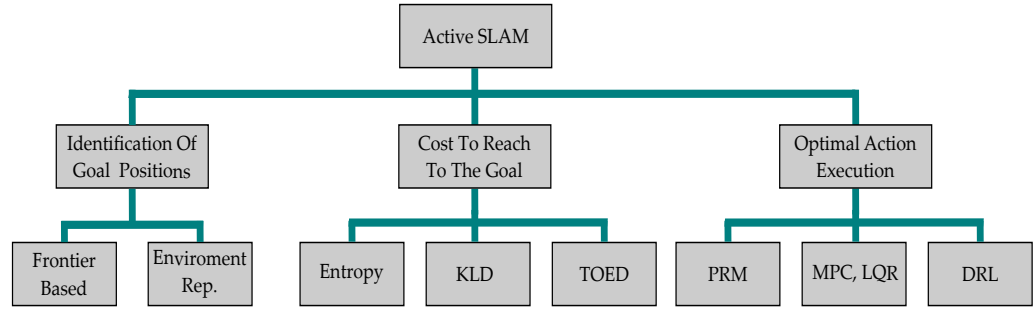 Active SLAM
Identification Of
Goal Positions
Cost To Reach
To The Goal
Optimal Action
Execution
Frontier
Based
Enviroment
Rep.
Entropy
KLD
TOED
PRM
MPC, LQR
DRL